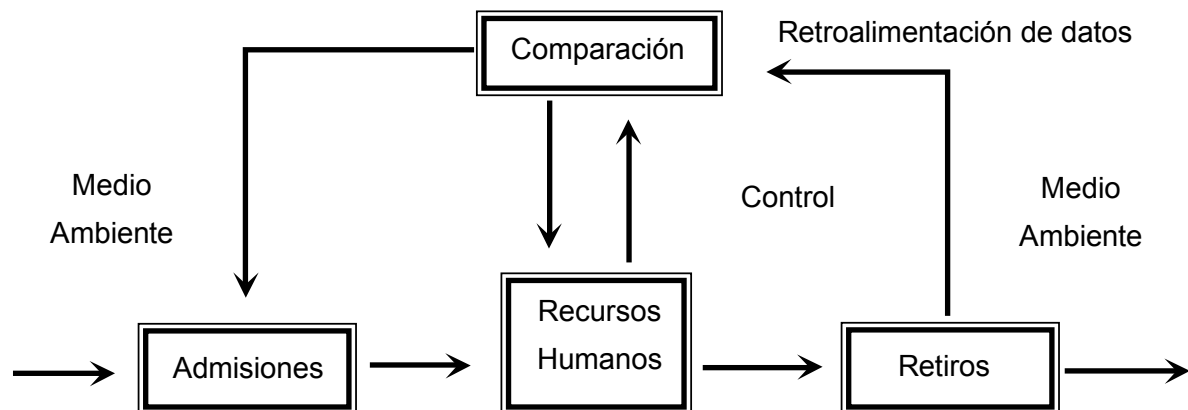 Comparación
Retroalimentación de datos
Medio
Ambiente
Control
Medio
Ambiente
Admisiones
Recursos
Humanos
Retiros